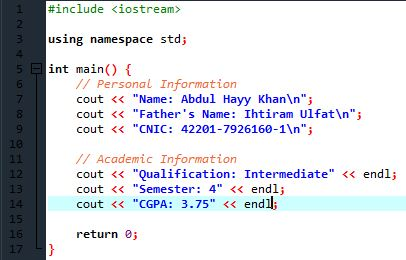 1 #include <iostream>
2
3 using namespace std;
4
5 int main() {
6 // Personal Information
7 cout << "Name: Abdul Hayy Khan\n";
8 cout << "Father's Name: Ihtiram Ulfat\n";
9 cout << "CNIC: 42201-7926160-1\n";
10
11 // Academic Information
12 cout << "Qualification: Intermediate" << endl;
13 cout << "Semester: 4" << endl;
14 cout << "CGPA: 3.75" << endl;
15
16 return 0;
17 }